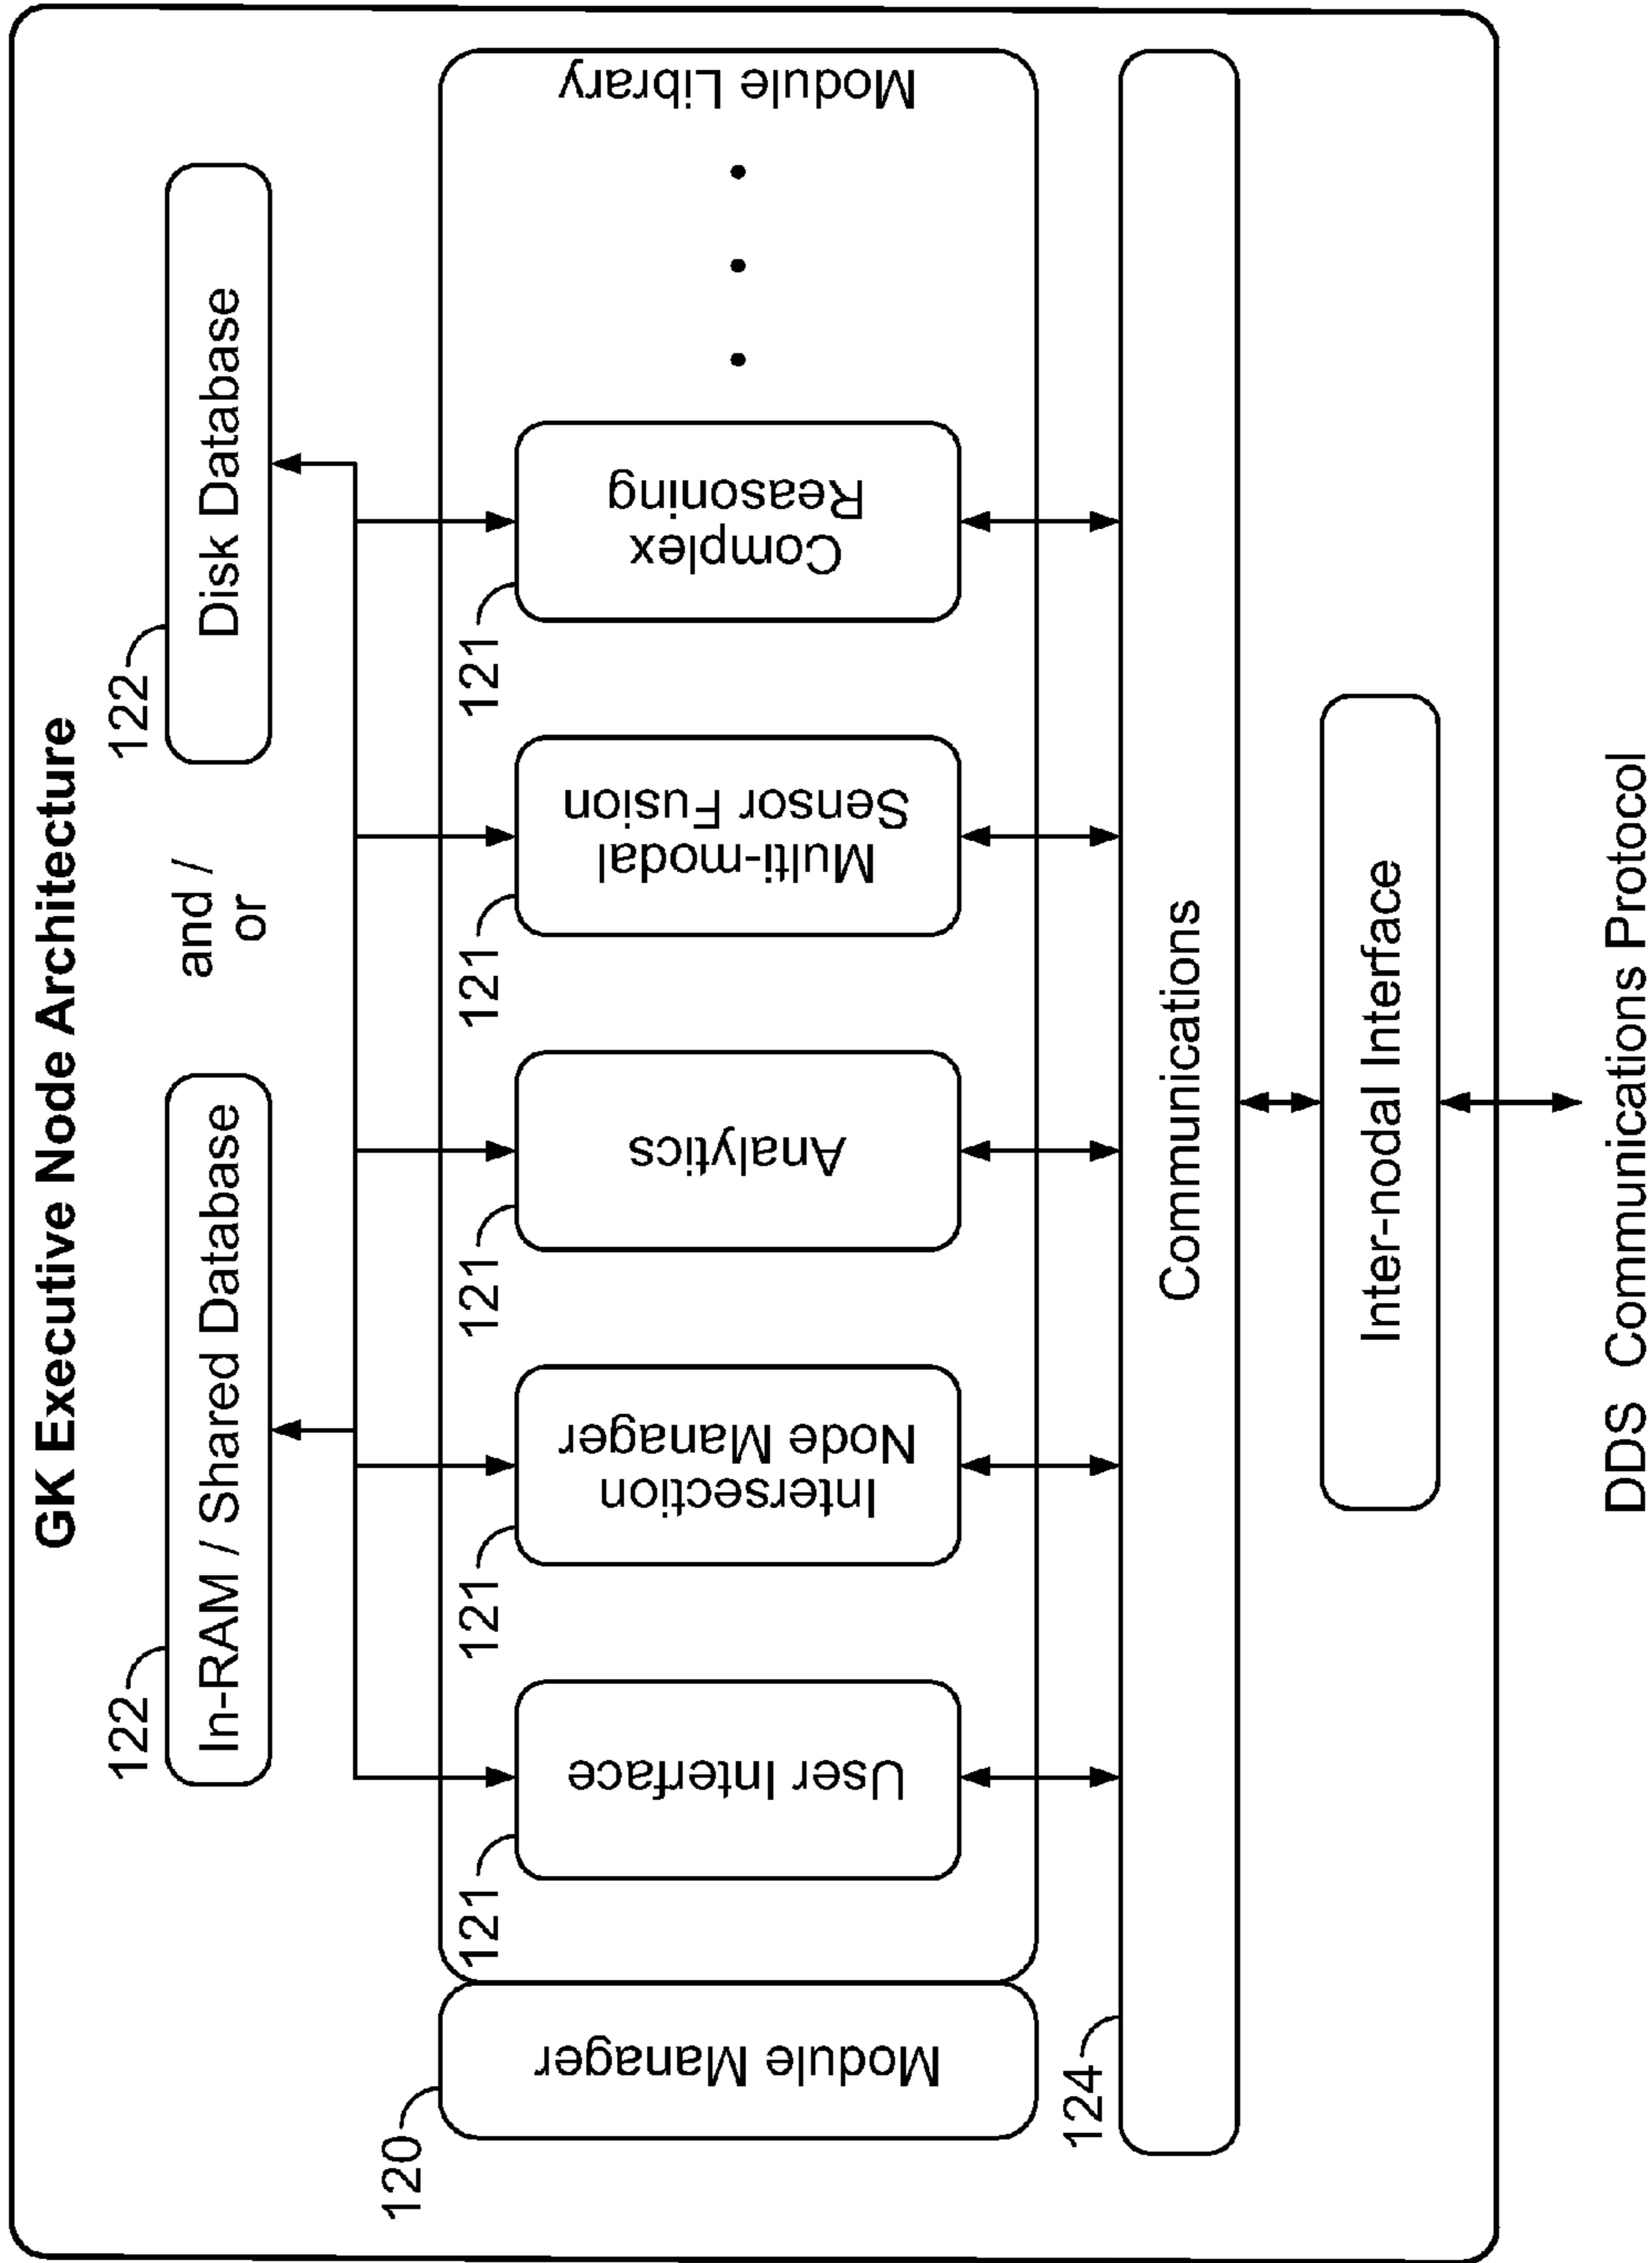 GK Executive Node Architecture
122
In-RAM / Shared Database
and /
or
122
Disk Database
120
Module Manager
121
User Interface
121
Intersection
Node Manager
121
Analytics
121
Multi-modal
Sensor Fusion
121
Complex
Reasoning
Module Library
124
Communications
Inter-nodal Interface
DDS Communications Protocol